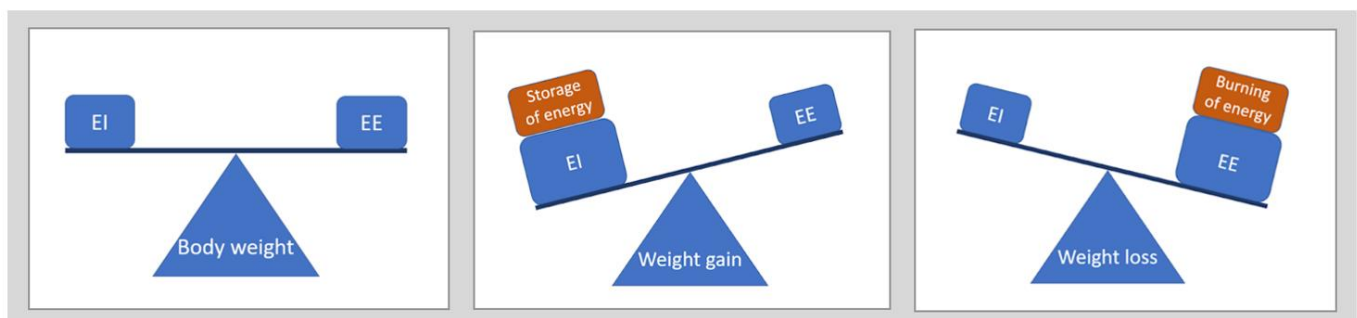 EI
EE
Body weight
Storage
of energy
EI
EE
Weight gain
EI
Burning
of energy
EE
Weight loss